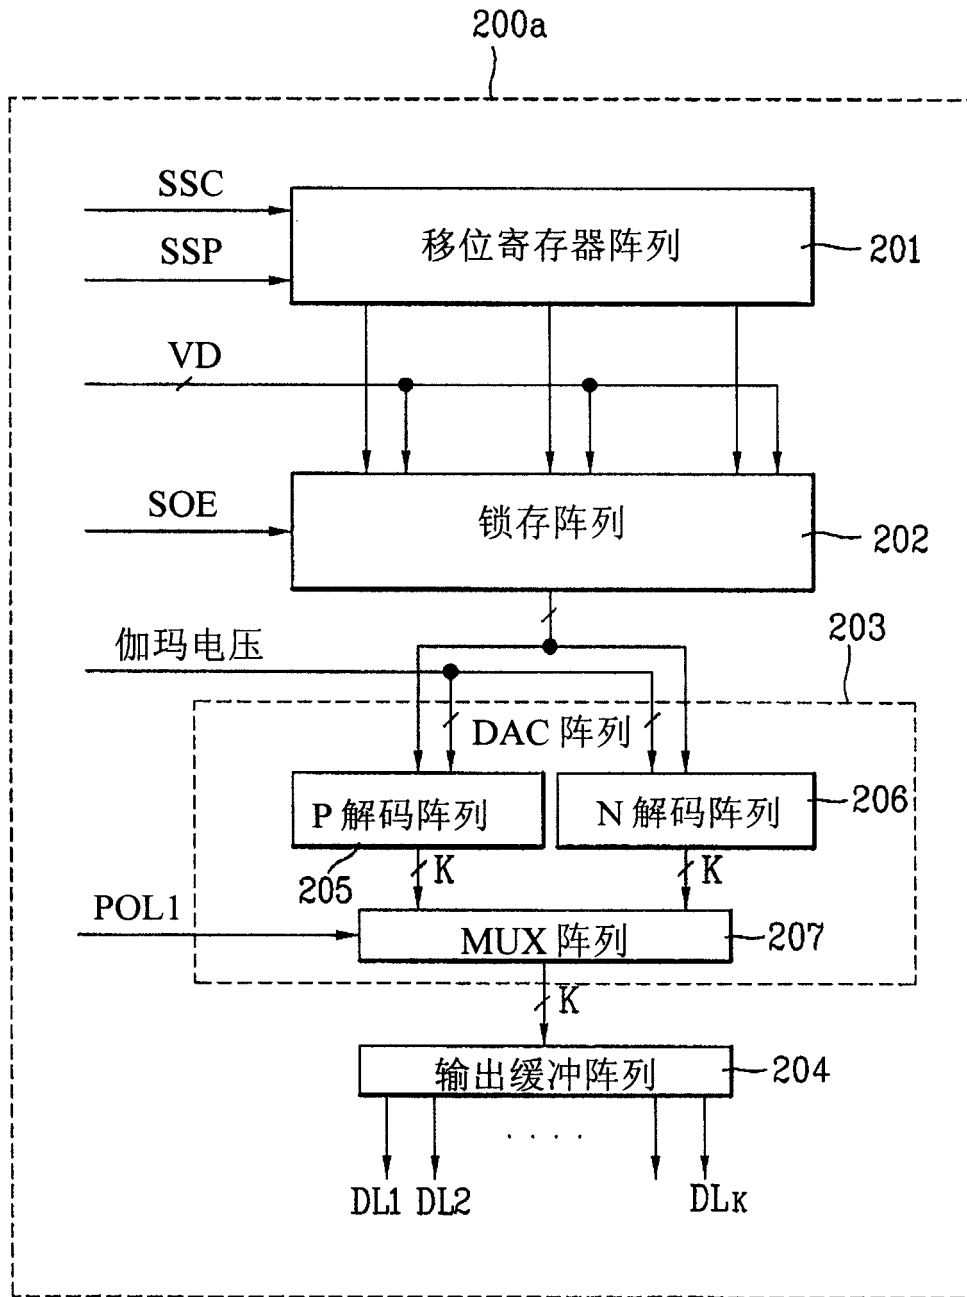 200a
SSC
移位寄存器阵列
201
SSP
VD
SOE
锁存阵列
202
203
伽玛电压
DAC 阵列
P 解码阵列
N 解码阵列
206
205
K
K
POL1
MUX 阵列
207
K
输出缓冲阵列
204
. . . .
DL1 DL2 DLK